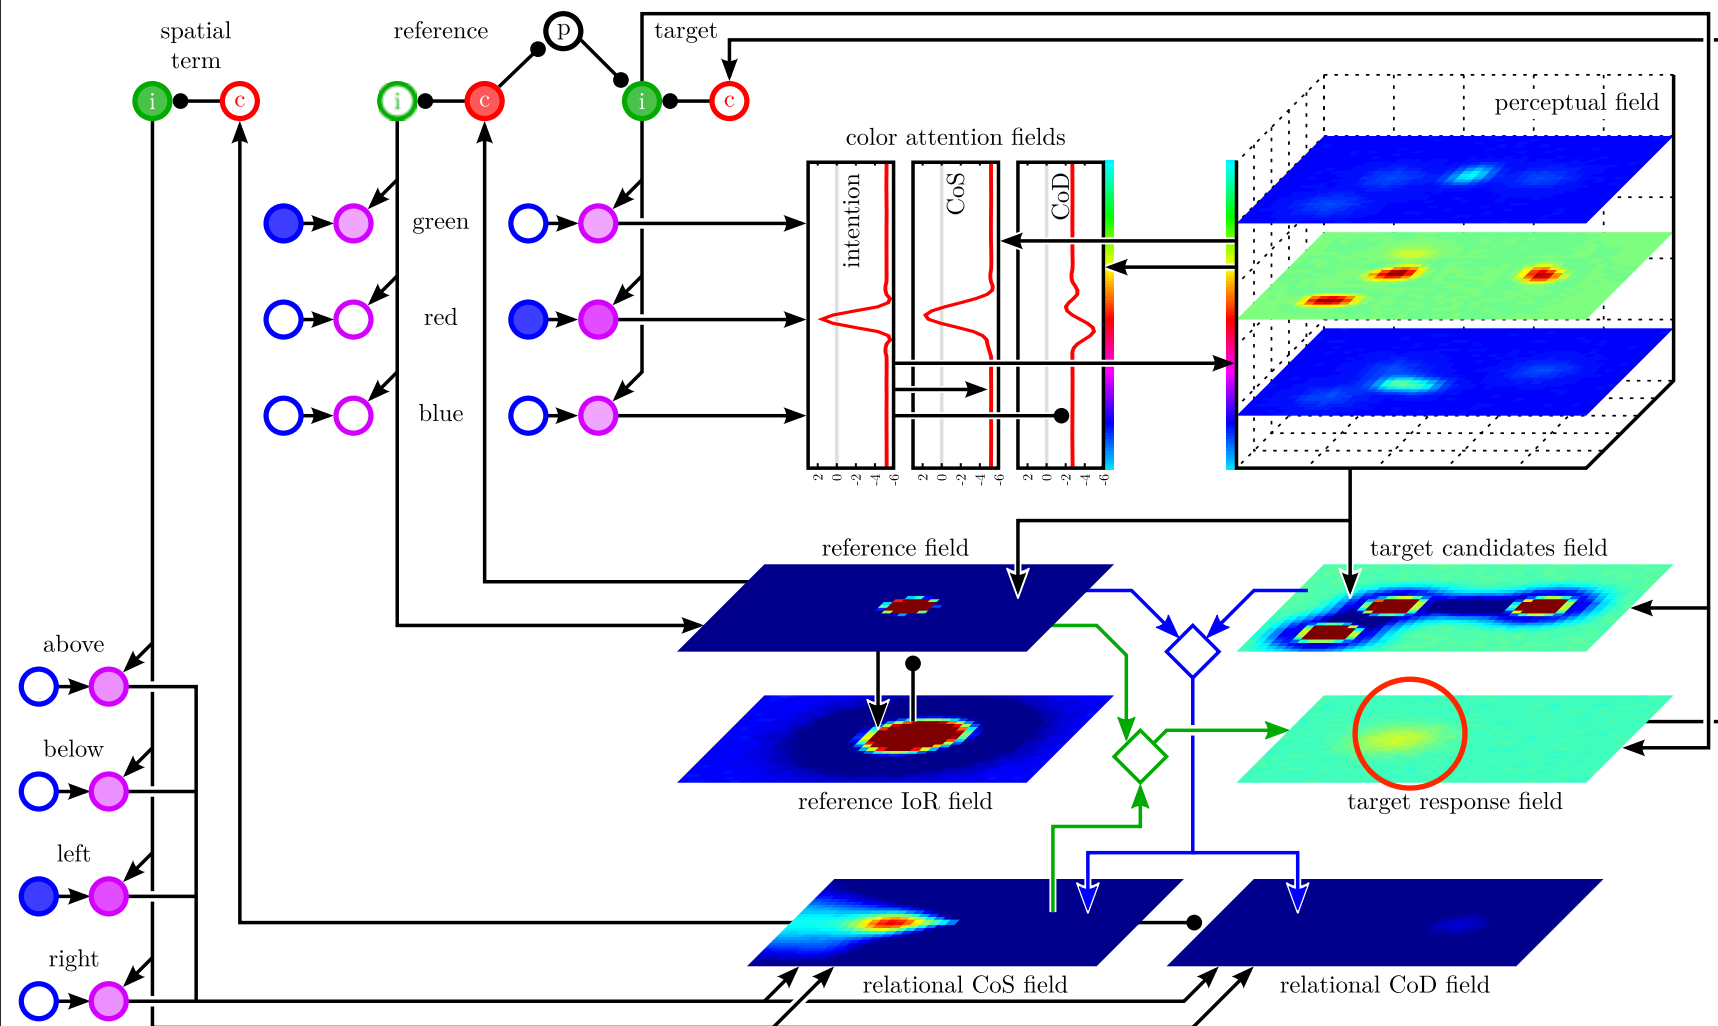 spatial
term
reference
p
target
i
c
i
c
i
c
perceptual field
color attention fields
intention
CoS
CoD
green
red
blue
2 0 -2 -4 -6
2 0 -2 -4 -6
2 0 -2 -4 -6
reference field
target candidates field
above
below
reference IoR field
target response field
left
right
relational CoS field
relational CoD field